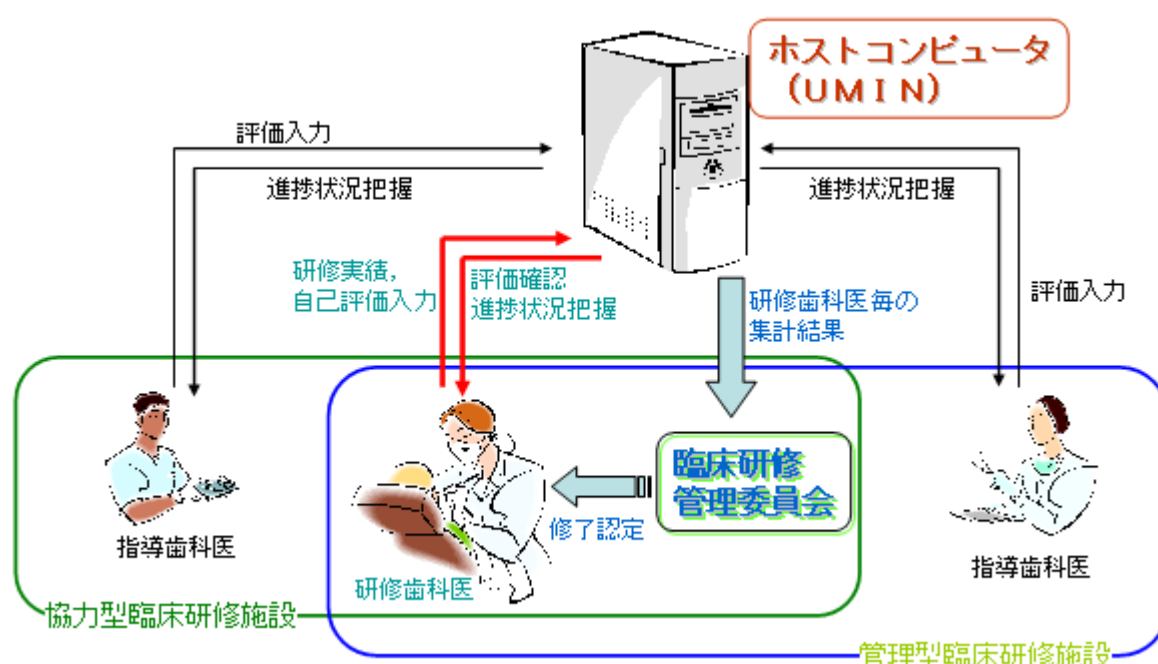 ホストコンピュータ
（ＵＭＩＮ）
評価入力
進捗状況把握
進捗状況把握
研修実績,
自己評価入力
評価確認
進捗状況把握
研修歯科医毎の
集計結果
評価入力
臨床研修
管理委員会
修了認定
指導歯科医
研修歯科医
指導歯科医
協力型臨床研修施設
管理型臨床研修施設